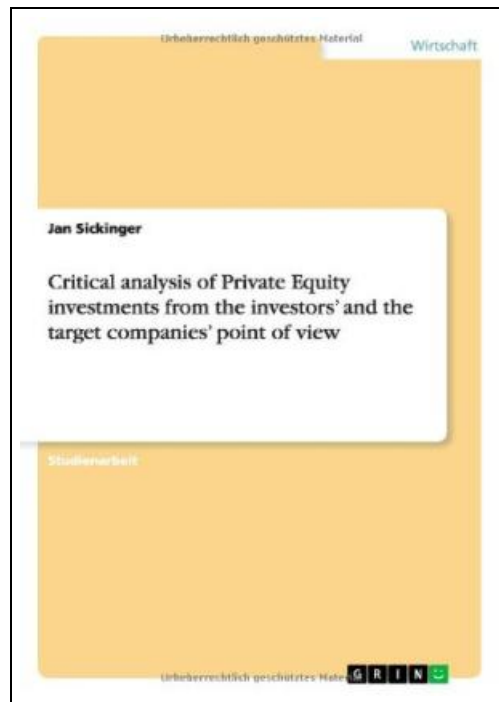 Urheberrechtlich geschütztes Material
Wirtschaft
Jan Sickinger
Critical analysis of Private Equity
investments from the investors’ and the
target companies’ point of view
Studienarbeit
Urheberrechtlich geschütztes
GRIN